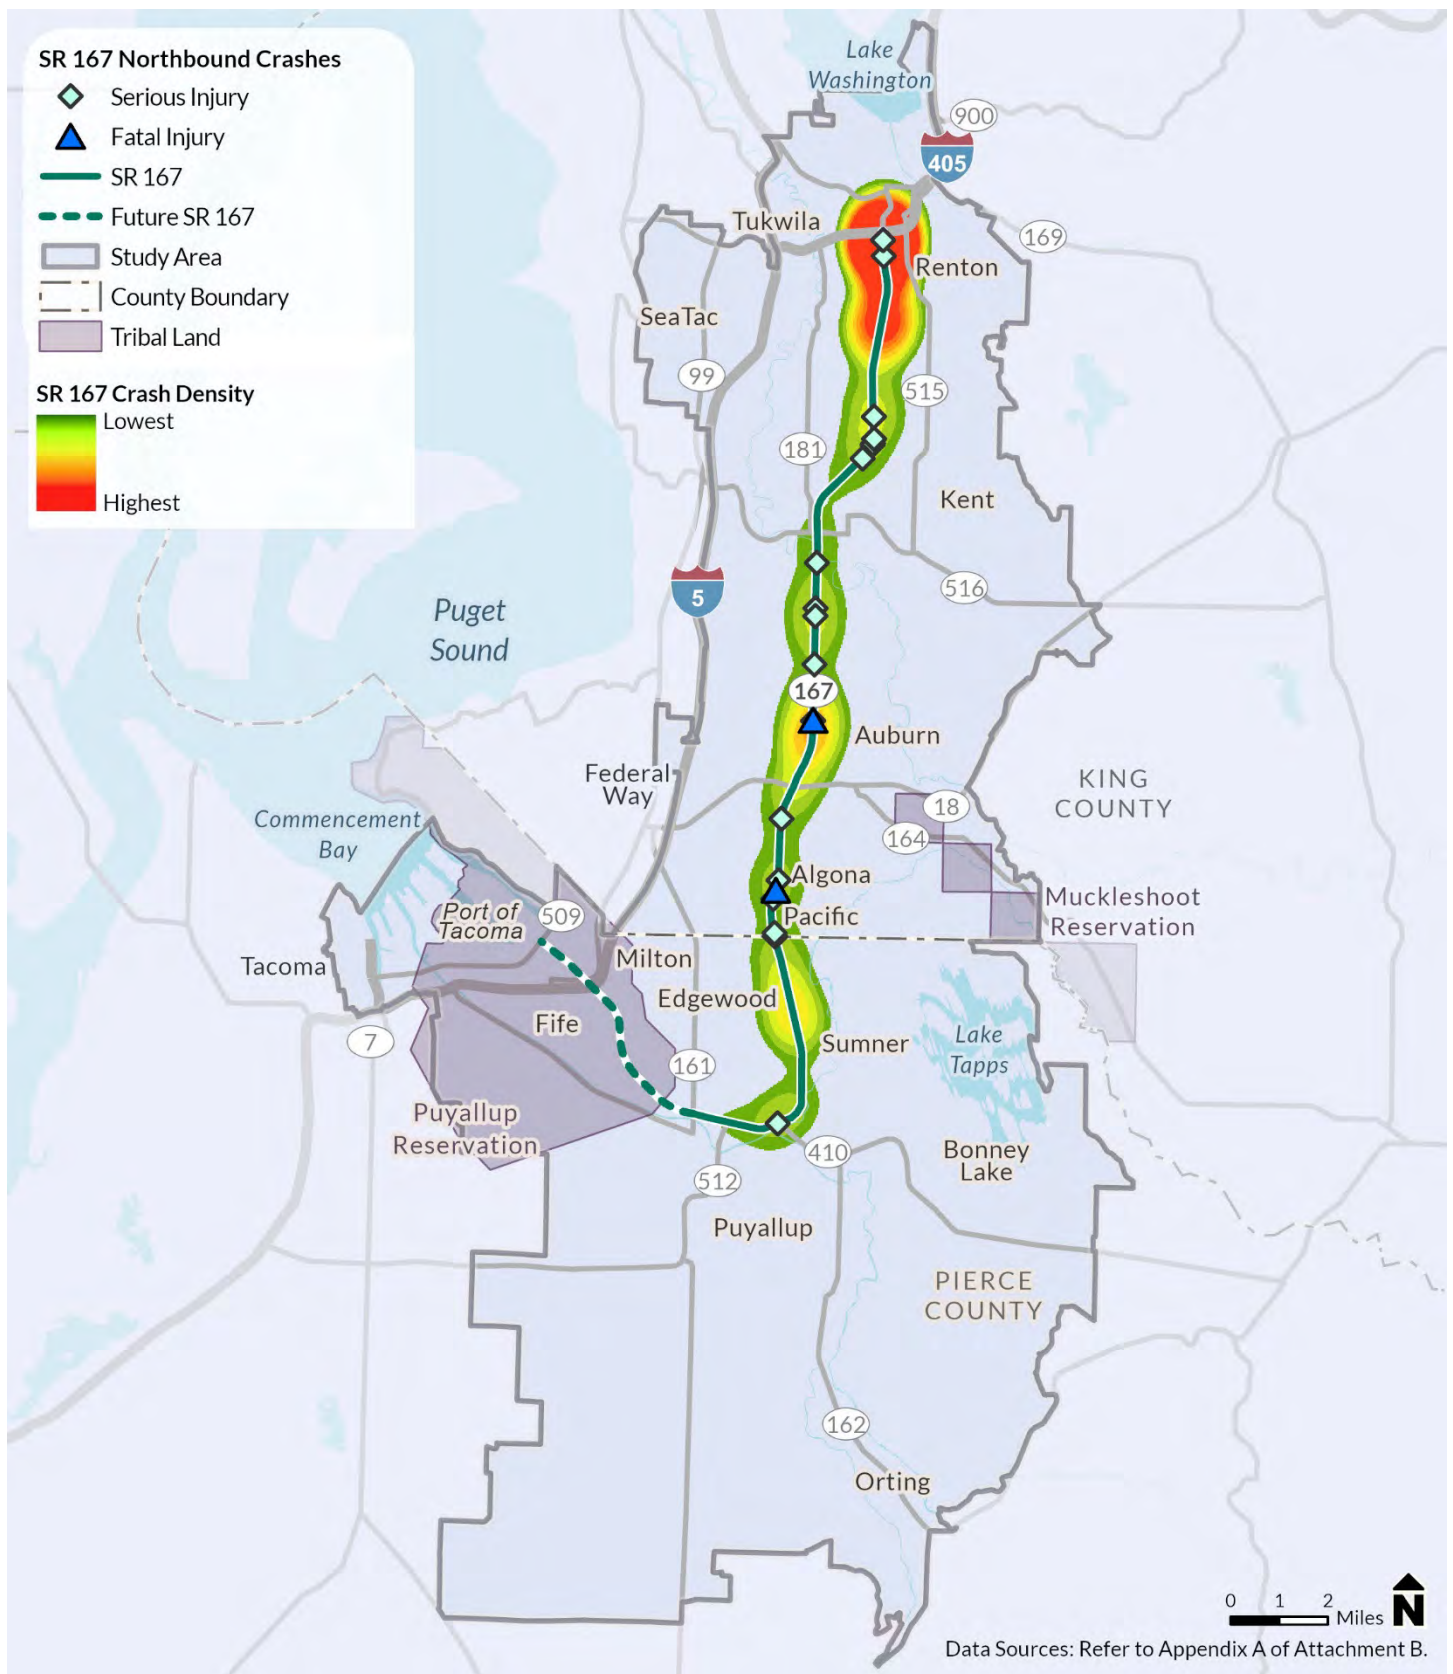 SR 167 Northbound Crashes
Serious Injury
Fatal Injury
SR 167
Future SR 167
Study Area
County Boundary
Tribal Land
SR 167 Crash Density
Lowest
Highest
Lake
Washington
900
405
Tukwila
169
Renton
SeaTac
99
515
181
Kent
516
5
Puget
Sound
167
Auburn
Federal
Way
KING
COUNTY
18
Commencement
Bay
164
Algona
Muckleshoot
Reservation
Port of
Tacoma
509
Pacific
Tacoma
Milton
Edgewood
Fife
7
Sumner
Lake
Tapps
161
Puyallup
Reservation
410
Bonney
Lake
512
Puyallup
PIERCE
COUNTY
162
Orting
0 1 2
Miles
N
Data Sources: Refer to Appendix A of Attachment B.